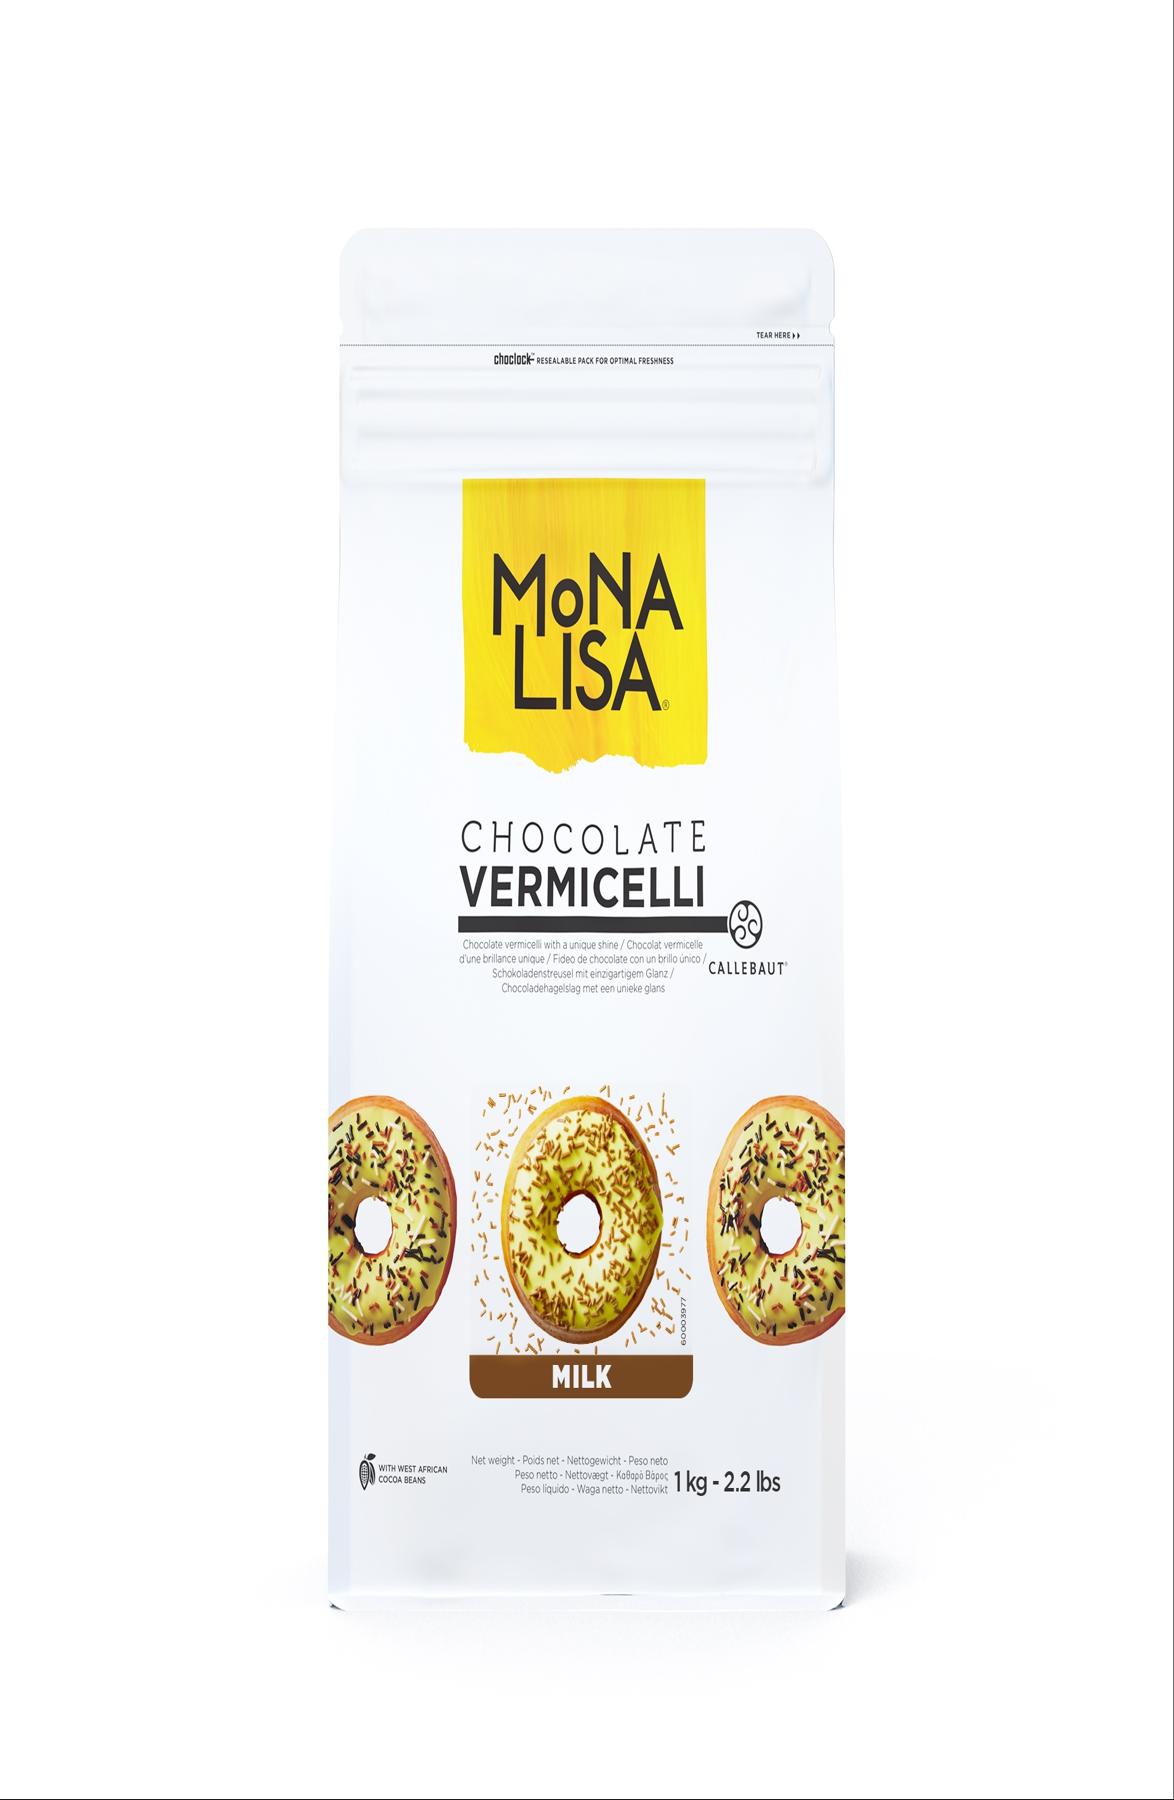 TEAR HERE
choclock™ RESEALABLE PACK FOR OPTIMAL FRESHNESS
MoNA
LISA®
CHOCOLATE
VERMICELLI
Chocolate vermicelli with a unique shine / Chocolat vermicelle
d'une brillance unique / Fideo de chocolate con un brillo único /
Schokoladenstreusel mit einzigartigem Glanz /
Chocoladehagelslag met een unieke glans
CALLEBAUT®
60003977
MILK
WITH WEST AFRICAN
COCOA BEANS
Net weight - Poids net - Nettogewicht - Peso neto
Peso netto - Nettovægt - Καθαρό Βάρος
Peso líquido - Waga netto - Nettovikt
1 kg - 2.2 lbs